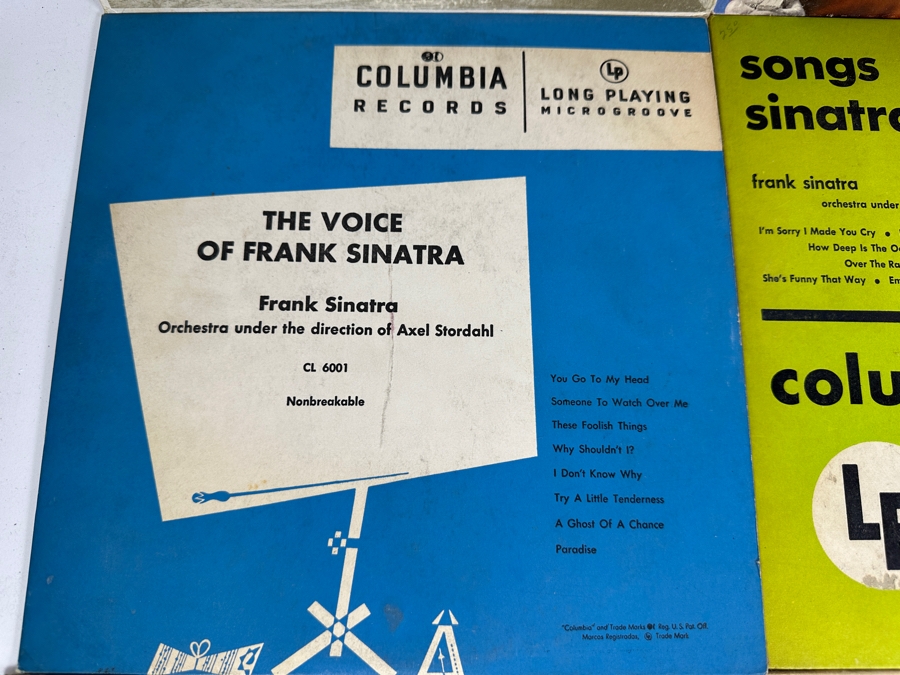 COLUMBIA
RECORDS
LP
LONG PLAYING
MICROGROOVE
THE VOICE
OF FRANK SINATRA
Frank Sinatra
Orchestra under the direction of Axel Stordahl
CL 6001
Nonbreakable
You Go To My Head
Someone To Watch Over Me
These Foolish Things
Why Shouldn't I?
I Don't Know Why
Try A Little Tenderness
A Ghost Of A Chance
Paradise
"Columbia" and Trade Marks Reg. U. S. Pat. Off.
Marcas Registradas, LP Trade Mark
songs
sinatra
frank sinatra
orchestra under
I'm Sorry I Made You Cry •
How Deep Is The
Over The
She's Funny That Way •
colu
LP